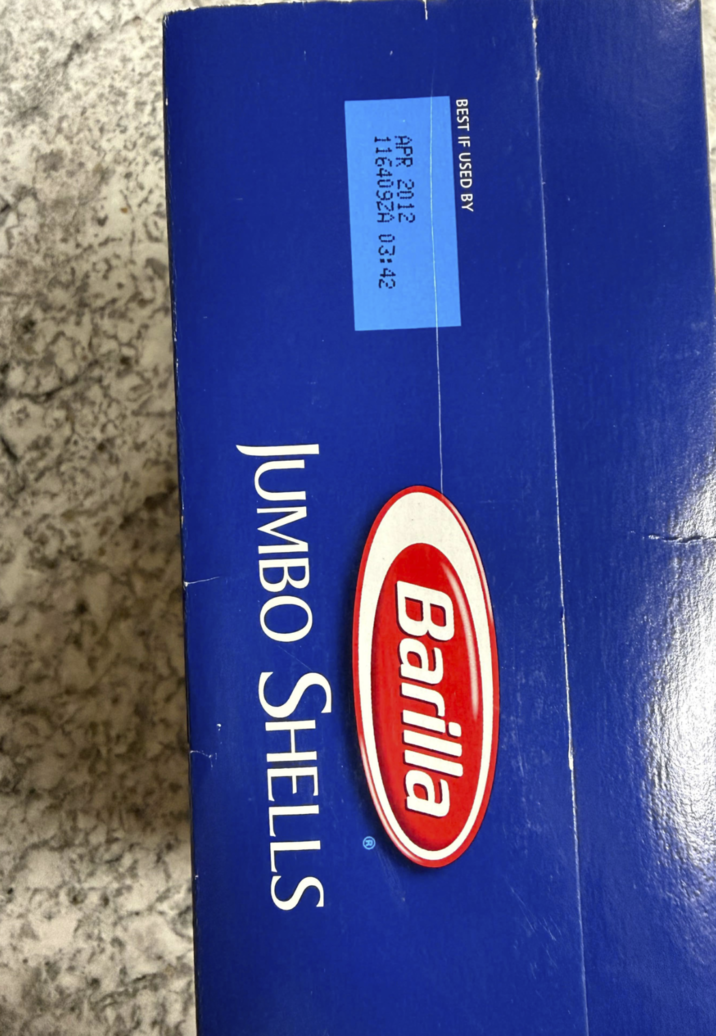 BEST IF USED BY
APR 2012
1164092A 03:42
Barilla
®
JUMBO SHELLS